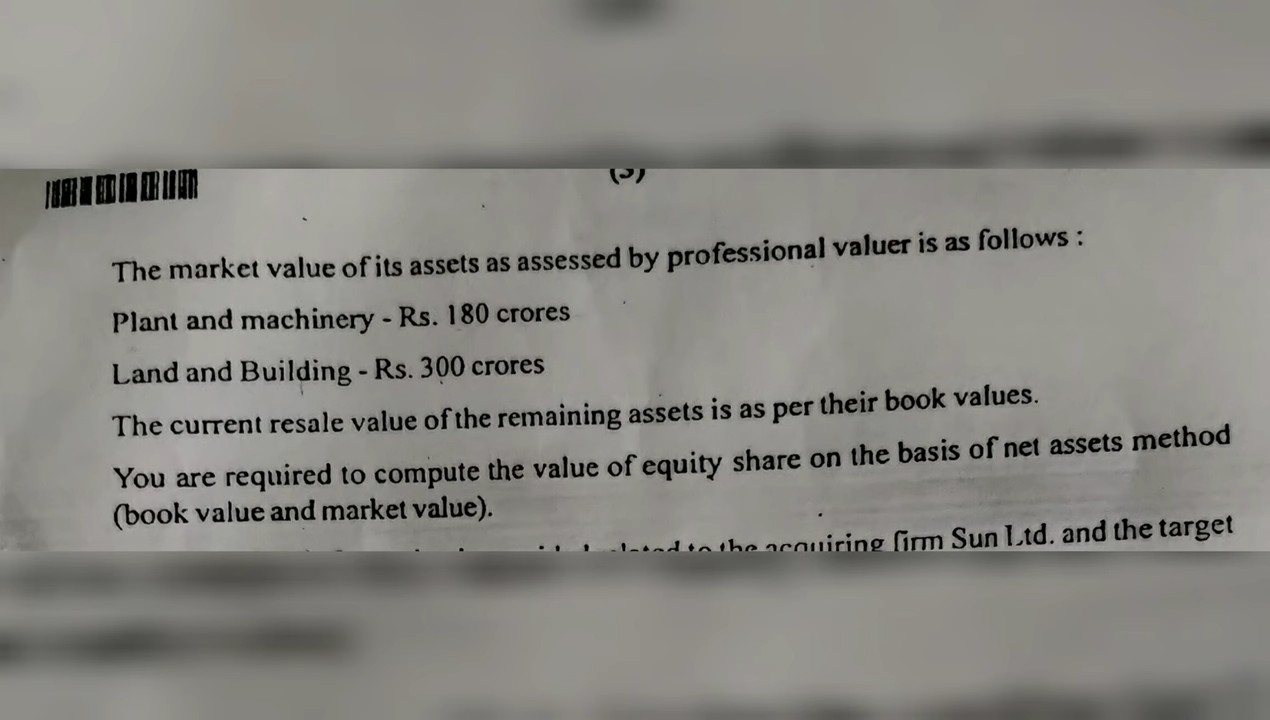 (3)
The market value of its assets as assessed by professional valuer is as follows :
Plant and machinery - Rs. 180 crores
Land and Building - Rs. 300 crores
The current resale value of the remaining assets is as per their book values.
You are required to compute the value of equity share on the basis of net assets method
(book value and market value).
to the acquiring firm Sun Ltd. and the target